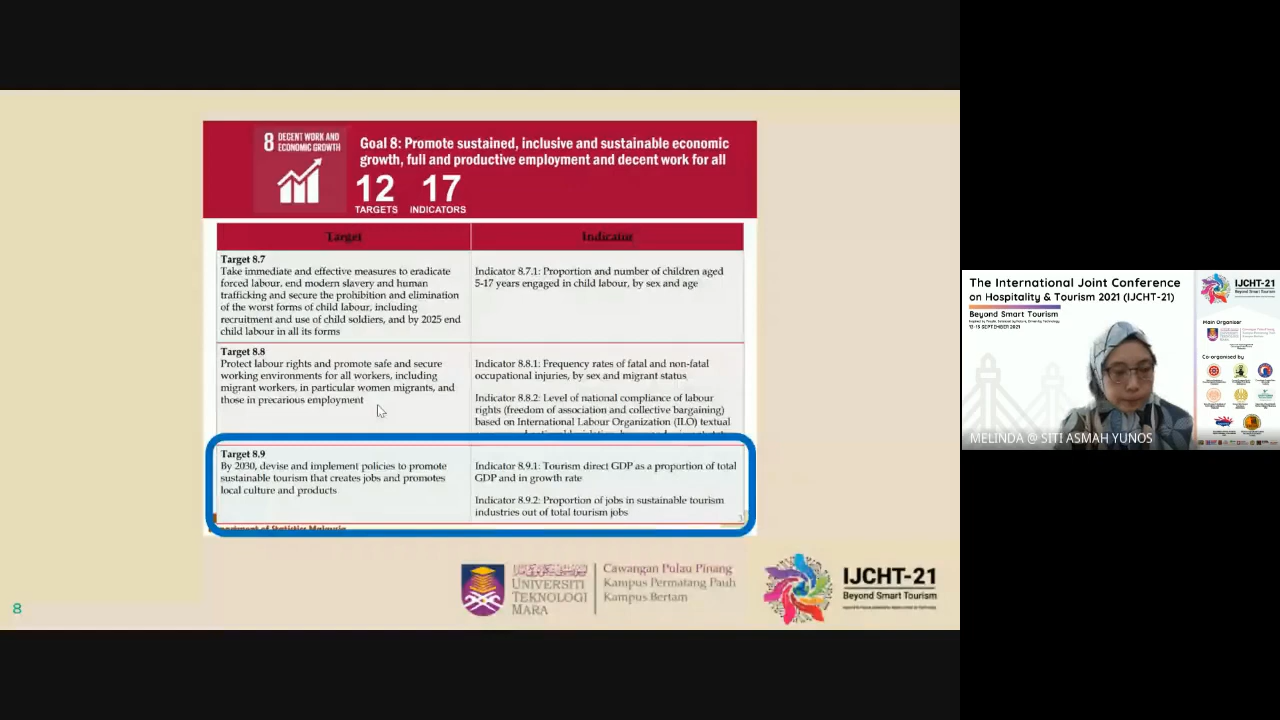 8 DECENT WORK AND
ECONOMIC GROWTH
Goal 8: Promote sustained, inclusive and sustainable economic
growth, full and productive employment and decent work for all
12 17
TARGETS INDICATORS
Target Indicator
Target 8.7
Take immediate and effective measures to eradicate
forced labour, end modern slavery and human
trafficking and secure the prohibition and elimination
of the worst forms of child labour, including
recruitment and use of child soldiers, and by 2025 end
child labour in all its forms
Indicator 8.7.1: Proportion and number of children aged
5-17 years engaged in child labour, by sex and age
Target 8.8
Protect labour rights and promote safe and secure
working environments for all workers, including
migrant workers, in particular women migrants, and
those in precarious employment
Indicator 8.8.1: Frequency rates of fatal and non-fatal
occupational injuries, by sex and migrant status
Indicator 8.8.2: Level of national compliance of labour
rights (freedom of association and collective bargaining)
based on International Labour Organization (ILO) textual
Target 8.9
By 2030, devise and implement policies to promote
sustainable tourism that creates jobs and promotes
local culture and products
Indicator 8.9.1: Tourism direct GDP as a proportion of total
GDP and in growth rate
Indicator 8.9.2: Proportion of jobs in sustainable tourism
industries out of total tourism jobs
of Statistics Malaysia
UNIVERSITI
TEKNOLOGI
MARA
Cawangan Pulau Pinang
Kampus Permatang Pauh
Kampus Bertam
IJCHT-21
Beyond Smart Tourism
8
The International Joint Conference
on Hospitality & Tourism 2021 (IJCHT-21)
Beyond Smart Tourism
13-15 SEPTEMBER 2021
IJCHT-21
Beyond Smart Tourism
Main Organiser
Co-organised by
MELINDA @ SITI ASMAH YUNOS